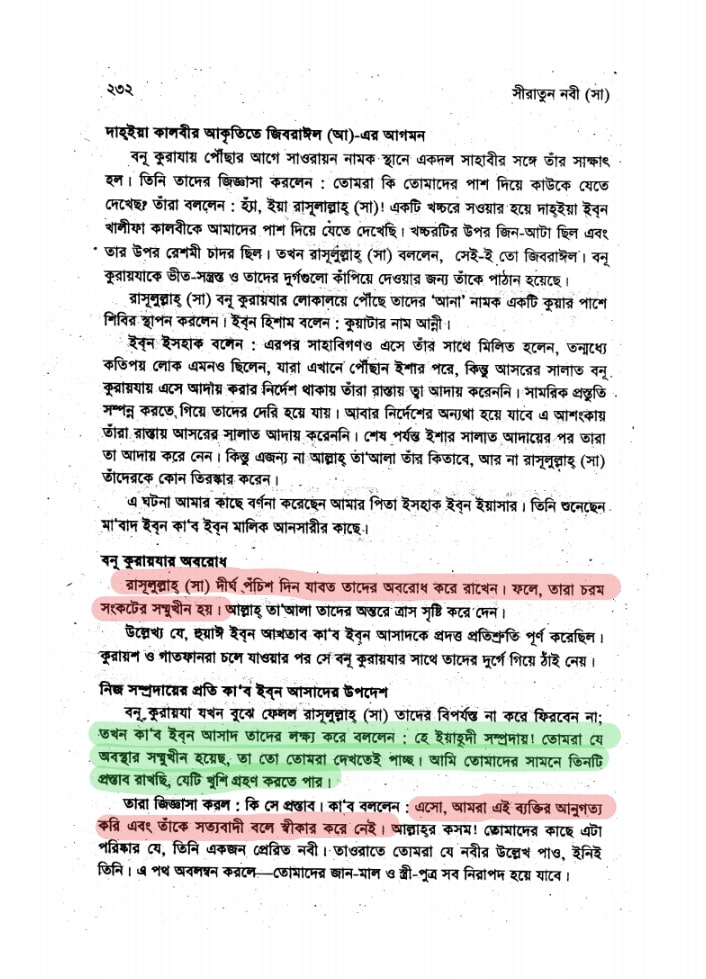 ২৩২
সীরাতুন নবী (সা)
দাহ্ইয়া কালবীর আকৃতিতে জিবরাঈল (আ)-এর আগমন
বনূ কুরাযায় পৌঁছার আগে সাওরায়ন নামক স্থানে একদল সাহাবীর সঙ্গে তাঁর সাক্ষাৎ
হল। তিনি তাদের জিজ্ঞাসা করলেন : তোমরা কি তোমাদের পাশ দিয়ে কাউকে যেতে
দেখেছ? তাঁরা বললেন : হ্যাঁ, ইয়া রাসূলাল্লাহ্ (সা)! একটি খচ্চরে সওয়ার হয়ে দাহ্ইয়া ইব্‌ন
খালীফা কালবীকে আমাদের পাশ দিয়ে যেতে দেখেছি। খচ্চরটির উপর জিন-আটা ছিল এবং
তার উপর রেশমী চাদর ছিল। তখন রাসূলুল্লাহ্ (সা) বললেন, সেই-ই তো জিবরাঈল। বনূ
কুরায়যাকে ভীত-সন্ত্রস্ত ও তাদের দুর্গগুলো কাঁপিয়ে দেওয়ার জন্য তাঁকে পাঠান হয়েছে।
রাসূলুল্লাহ্ (সা) বনূ কুরায়যার লোকালয়ে পৌঁছে তাদের 'আনা' নামক একটি কুয়ার পাশে
শিবির স্থাপন করলেন। ইব্‌ন হিশাম বলেন : কুয়াটার নাম আন্নী।
ইব্‌ন ইসহাক বলেন : এরপর সাহাবিগণও এসে তাঁর সাথে মিলিত হলেন, তন্মধ্যে
কতিপয় লোক এমনও ছিলেন, যারা এখানে পৌঁছান ইশার পরে, কিন্তু আসরের সালাত বনূ
কুরায়যায় এসে আদায় করার নির্দেশ থাকায় তাঁরা রাস্তায় তা আদায় করেননি। সামরিক প্রস্তুতি
সম্পন্ন করতে গিয়ে তাদের দেরি হয়ে যায়। আবার নির্দেশের অন্যথা হয়ে যাবে এ আশংকায়
তাঁরা রাস্তায় আসরের সালাত আদায় করেননি। শেষ পর্যন্ত ইশার সালাত আদায়ের পর তারা
তা আদায় করে নেন। কিন্তু এজন্য না আল্লাহ্ তা'আলা তাঁর কিতাবে, আর না রাসূলুল্লাহ্ (সা)
তাঁদেরকে কোন তিরস্কার করেন।
এ ঘটনা আমার কাছে বর্ণনা করেছেন আমার পিতা ইসহাক ইব্‌ন ইয়াসার। তিনি শুনেছেন
মা'বাদ ইব্‌ন কা'ব ইব্‌ন মালিক আনসারীর কাছে।
বনূ কুরায়যার অবরোধ
রাসূলুল্লাহ্ (সা) দীর্ঘ পঁচিশ দিন যাবত তাদের অবরোধ করে রাখেন। ফলে, তারা চরম
সংকটের সম্মুখীন হয়। আল্লাহ্ তা'আলা তাদের অন্তরে ত্রাস সৃষ্টি করে দেন।
উল্লেখ্য যে, হুয়াঈ ইব্‌ন আখতাব কা'ব ইব্‌ন আসাদকে প্রদত্ত প্রতিশ্রুতি পূর্ণ করেছিল।
কুরায়শ ও গাতফানরা চলে যাওয়ার পর সে বনূ কুরাযার সাথে তাদের দুর্গে গিয়ে ঠাঁই নেয়।
নিজ সম্প্রদায়ের প্রতি কা'ব ইব্‌ন আসাদের উপদেশ
বনূ কুরায়যা যখন বুঝে ফেলল রাসূলুল্লাহ্ (সা) তাদের বিপর্যস্ত না করে ফিরবেন না;
তখন কা'ব ইব্‌ন আসাদ তাদের লক্ষ্য করে বললেন : হে ইয়াহূদী সম্প্রদায়! তোমরা যে
অবস্থার সম্মুখীন হয়েছ, তা তো তোমরা দেখতেই পাচ্ছ। আমি তোমাদের সামনে তিনটি
প্রস্তাব রাখছি, যেটি খুশি গ্রহণ করতে পার।
তারা জিজ্ঞাসা করল : কি সে প্রস্তাব। কা'ব বললেন : এসো, আমরা এই ব্যক্তির আনুগত্য
করি এবং তাঁকে সত্যবাদী বলে স্বীকার করে নেই। আল্লাহ্‌র কসম! তোমাদের কাছে এটা
পরিষ্কার যে, তিনি একজন প্রেরিত নবী। তাওরাতে তোমরা যে নবীর উল্লেখ পাও, ইনিই
তিনি। এ পথ অবলম্বন করলে—তোমাদের জান-মাল ও স্ত্রী-পুত্র সব নিরাপদ হয়ে যাবে।